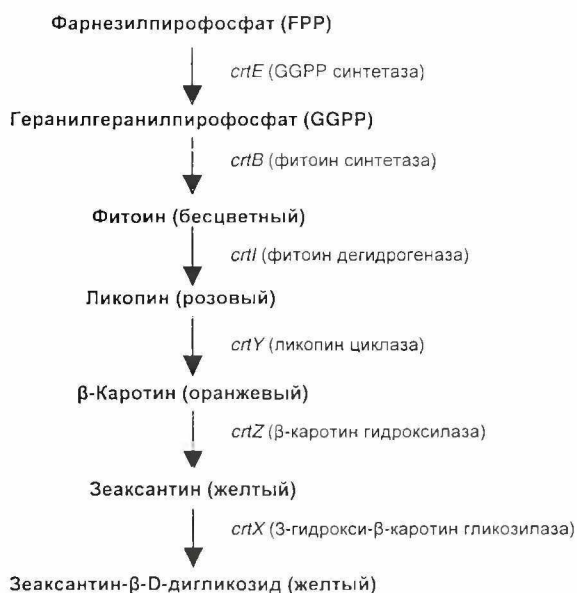 Фарнезилпирофосфат (FPP)
crtE (GGPP синтетаза)
Геранилгеранилпирофосфат (GGPP)
crtB (фитоин синтетаза)
Фитоин (бесцветный)
crtI (фитоин дегидрогеназа)
Ликопин (розовый)
crtY (ликопин циклаза)
β-Каротин (оранжевый)
crtZ (β-каротин гидроксилаза)
Зеаксантин (желтый)
crtX (3-гидрокси-β-каротин гликозилаза)
Зеаксантин-β-D-дигликозид (желтый)